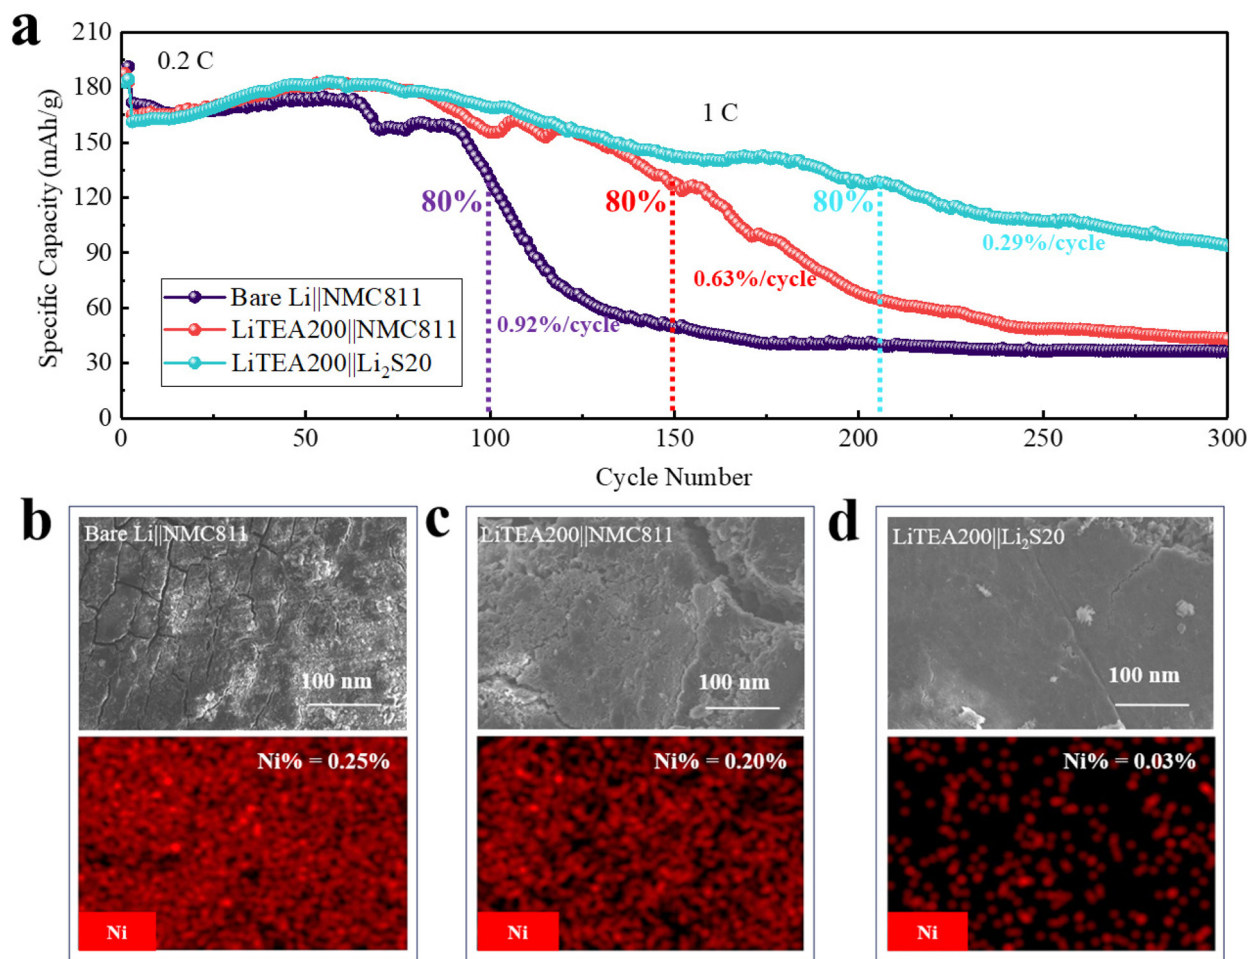 a
210
180
150
120
90
60
30
0
Specific Capacity (mAh/g)
0.2 C
1 C
80%
80%
80%
0.29%/cycle
0.63%/cycle
0.92%/cycle
Bare Li||NMC811
LiTEA200||NMC811
LiTEA200||Li₂S20
0
50
100
150
200
250
300
Cycle Number
b
Bare Li||NMC811
100 nm
Ni% = 0.25%
Ni
c
LiTEA200||NMC811
100 nm
Ni% = 0.20%
Ni
d
LiTEA200||Li₂S20
100 nm
Ni% = 0.03%
Ni